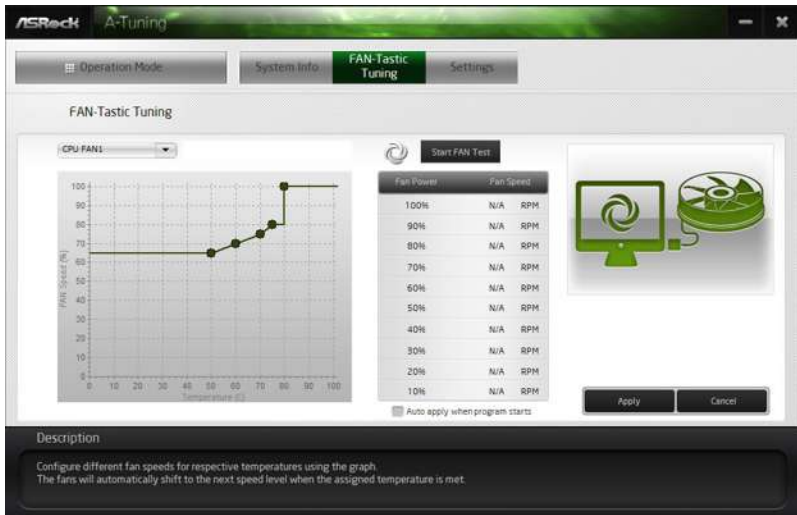 ASRock A-Tuning
Operation Mode
System Info
FAN-Tastic Tuning
Settings
FAN-Tastic Tuning
CPU FAN1
Start FAN Test
100
90
80
70
60
50
40
30
20
10
0
FAN Speed (%)
0 10 20 30 40 50 60 70 80 90 100
Temperature (C)
Fan Power Fan Speed
100% N/A RPM
90% N/A RPM
80% N/A RPM
70% N/A RPM
60% N/A RPM
50% N/A RPM
40% N/A RPM
30% N/A RPM
20% N/A RPM
10% N/A RPM
Auto apply when program starts
Apply
Cancel
Description
Configure different fan speeds for respective temperatures using the graph.
The fans will automatically shift to the next speed level when the assigned temperature is met.